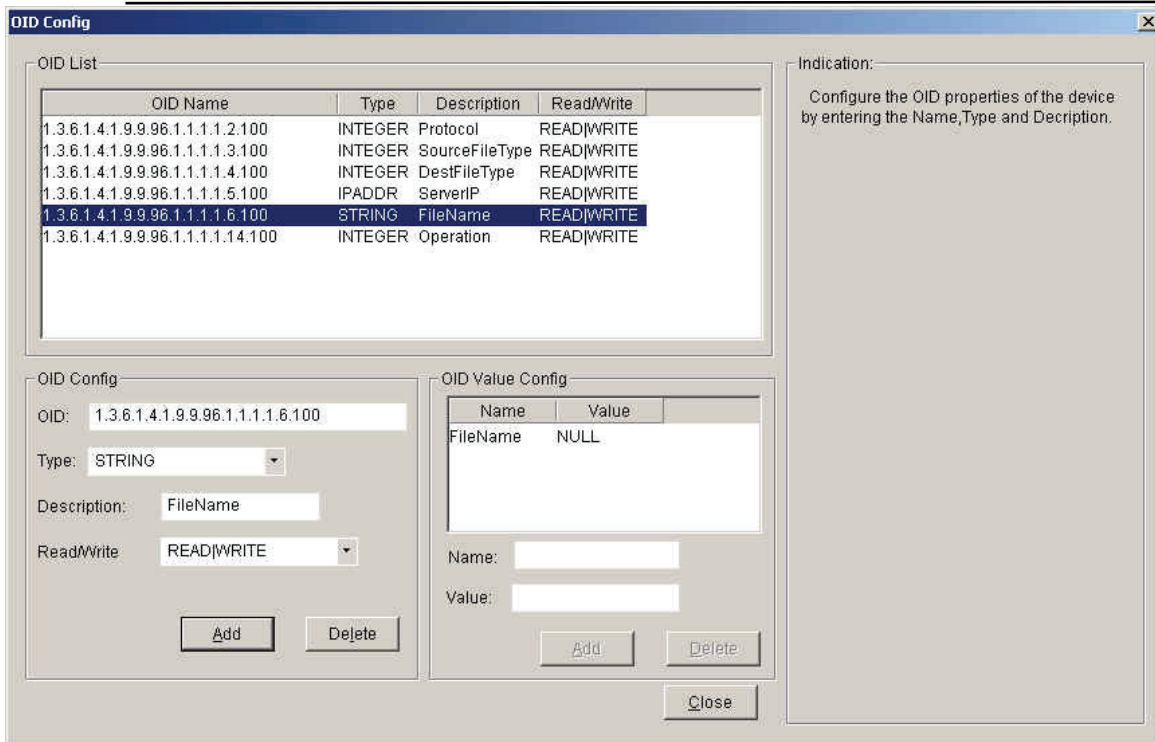 OID Config
OID List
OID Name Type Description Read/Write
1.3.6.1.4.1.9.9.96.1.1.1.1.2.100 INTEGER Protocol READ|WRITE
1.3.6.1.4.1.9.9.96.1.1.1.1.3.100 INTEGER SourceFileType READ|WRITE
1.3.6.1.4.1.9.9.96.1.1.1.1.4.100 INTEGER DestFileType READ|WRITE
1.3.6.1.4.1.9.9.96.1.1.1.1.5.100 IPADDR ServerIP READ|WRITE
1.3.6.1.4.1.9.9.96.1.1.1.1.6.100 STRING FileName READ|WRITE
1.3.6.1.4.1.9.9.96.1.1.1.1.14.100 INTEGER Operation READ|WRITE
Indication:
Configure the OID properties of the device
by entering the Name,Type and Decription.
OID Config
OID: 1.3.6.1.4.1.9.9.96.1.1.1.1.6.100
Type: STRING
Description: FileName
Read/Write READ|WRITE
Add Delete
OID Value Config
Name Value
FileName NULL
Name:
Value:
Add Delete
Close